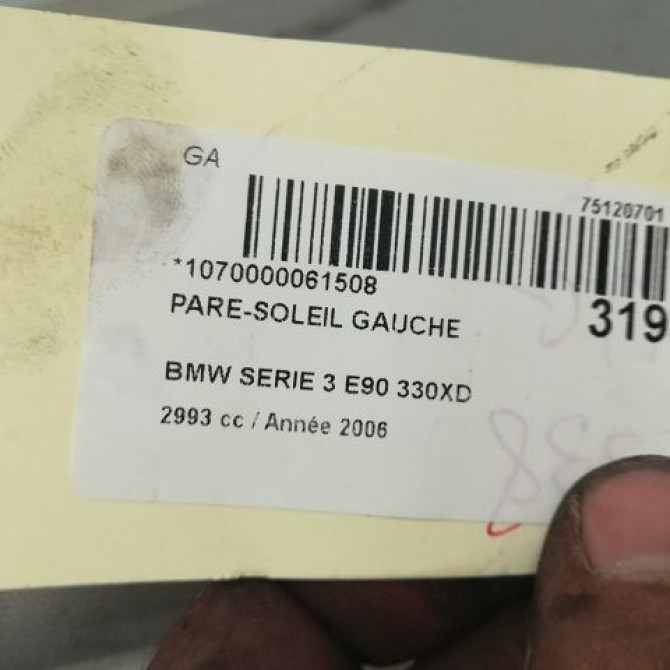 GA
75120701
*1070000061508
319
PARE-SOLEIL GAUCHE
BMW SERIE 3 E90 330XD
2993 cc / Année 2006